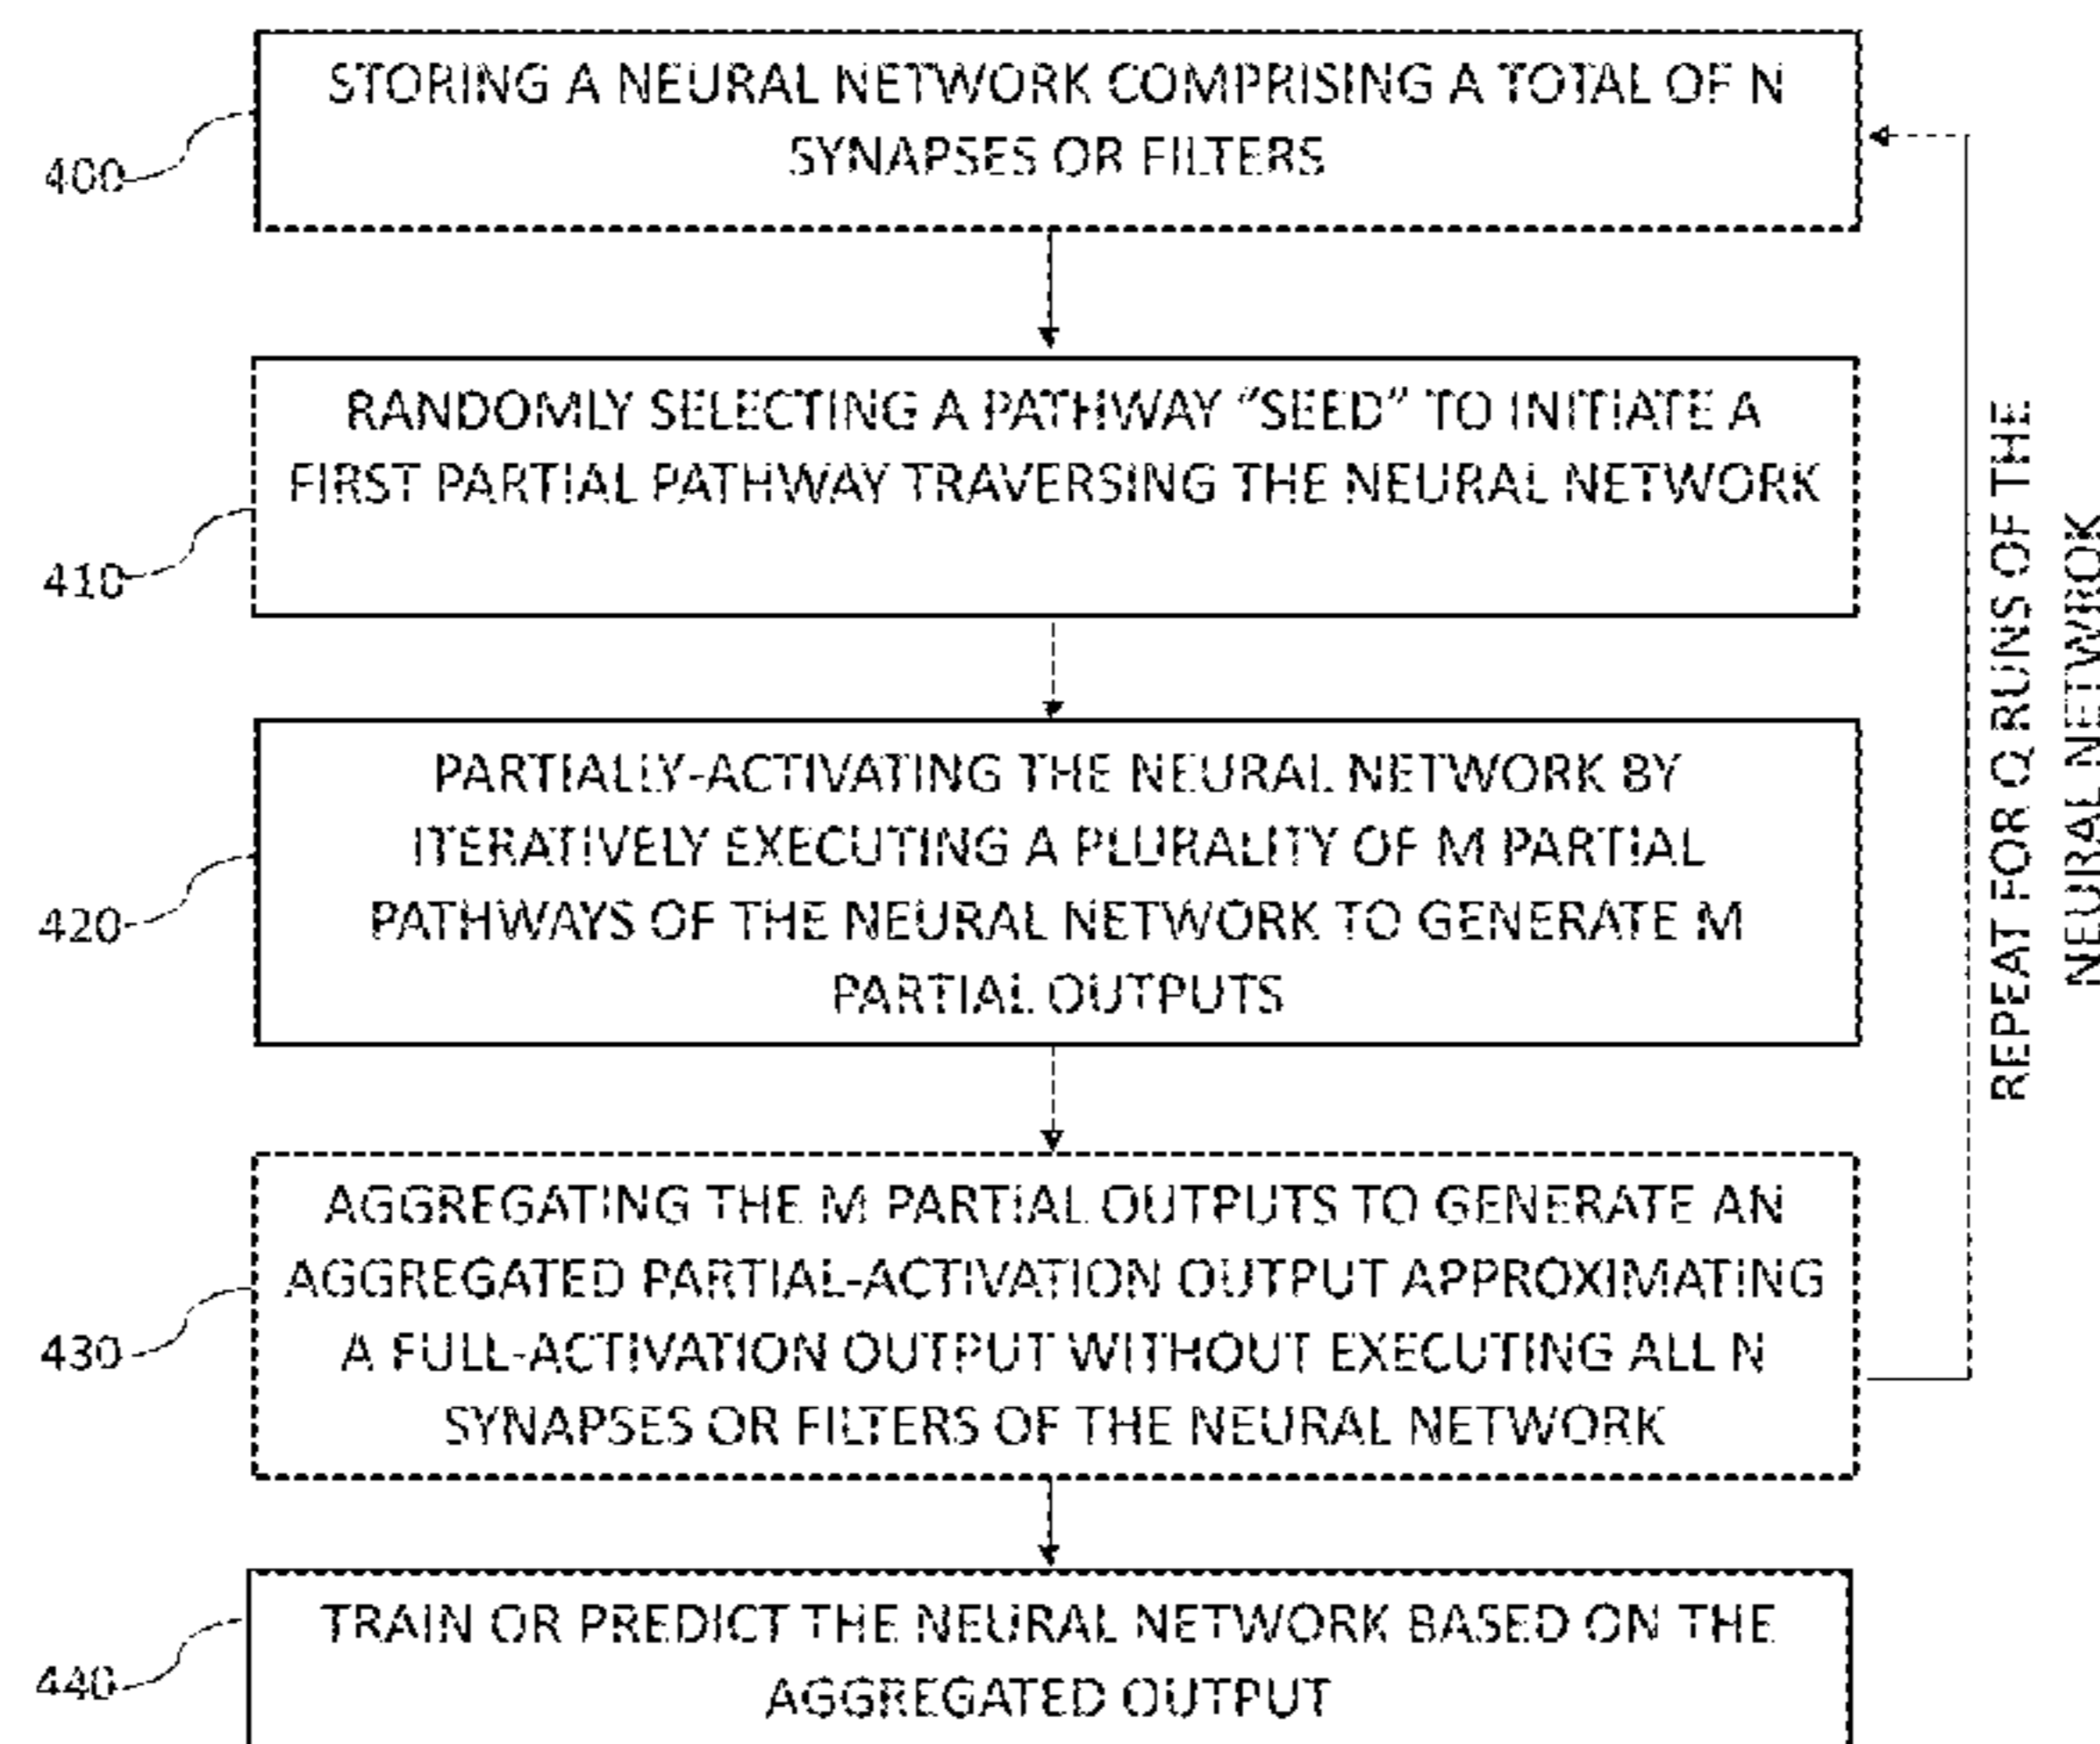 STORING A NEURAL NETWORK COMPRISING A TOTAL OF N
SYNAPSES OR FILTERS
400
RANDOMLY SELECTING A PATHWAY "SEED" TO INITIATE A
FIRST PARTIAL PATHWAY TRAVERSING THE NEURAL NETWORK
410
PARTIALLY-ACTIVATING THE NEURAL NETWORK BY
ITERATIVELY EXECUTING A PLURALITY OF M PARTIAL
PATHWAYS OF THE NEURAL NETWORK TO GENERATE M
PARTIAL OUTPUTS
420
AGGREGATING THE M PARTIAL OUTPUTS TO GENERATE AN
AGGREGATED PARTIAL-ACTIVATION OUTPUT APPROXIMATING
A FULL-ACTIVATION OUTPUT WITHOUT EXECUTING ALL N
SYNAPSES OR FILTERS OF THE NEURAL NETWORK
430
TRAIN OR PREDICT THE NEURAL NETWORK BASED ON THE
AGGREGATED OUTPUT
440
REPEAT FOR Q RUNS OF THE
NEURAL NETWROK